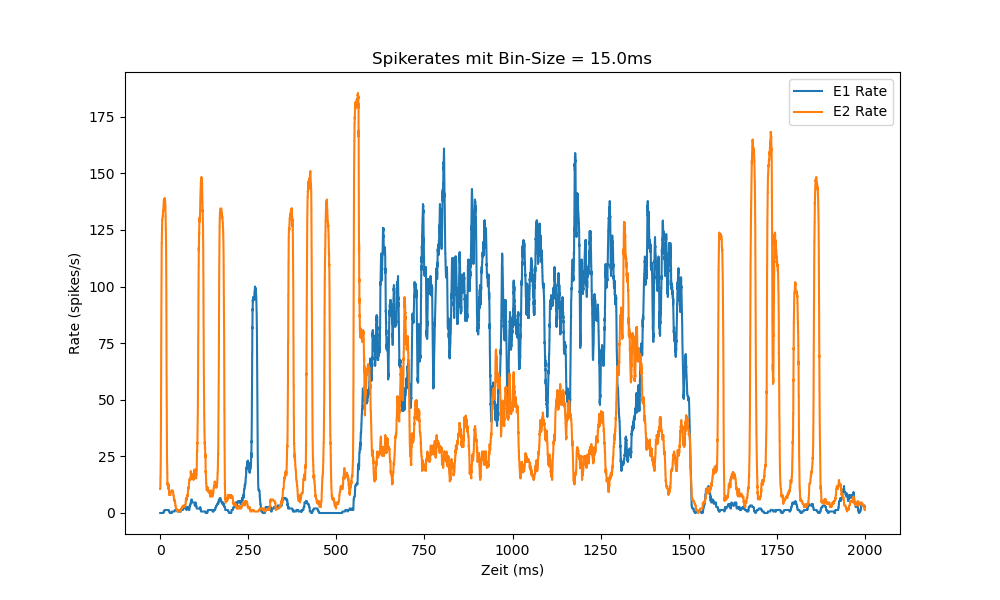 Spikerates mit Bin-Size = 15.0ms
E1 Rate
E2 Rate
175
150
125
100
75
50
25
0
Rate (spikes/s)
0 250 500 750 1000 1250 1500 1750 2000
Zeit (ms)